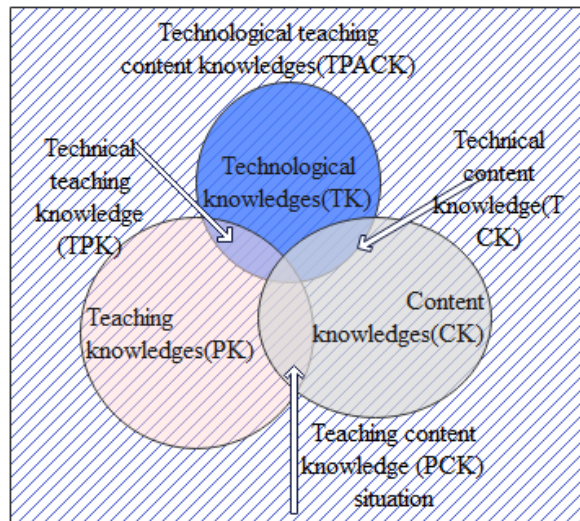 Technological teaching
content knowledges(TPACK)
Technical
teaching
knowledge
(TPK)
Technological
knowledges(TK)
Technical
content
knowledge(T
CK)
Teaching
knowledges(PK)
Content
knowledges(CK)
Teaching content
knowledge (PCK)
situation